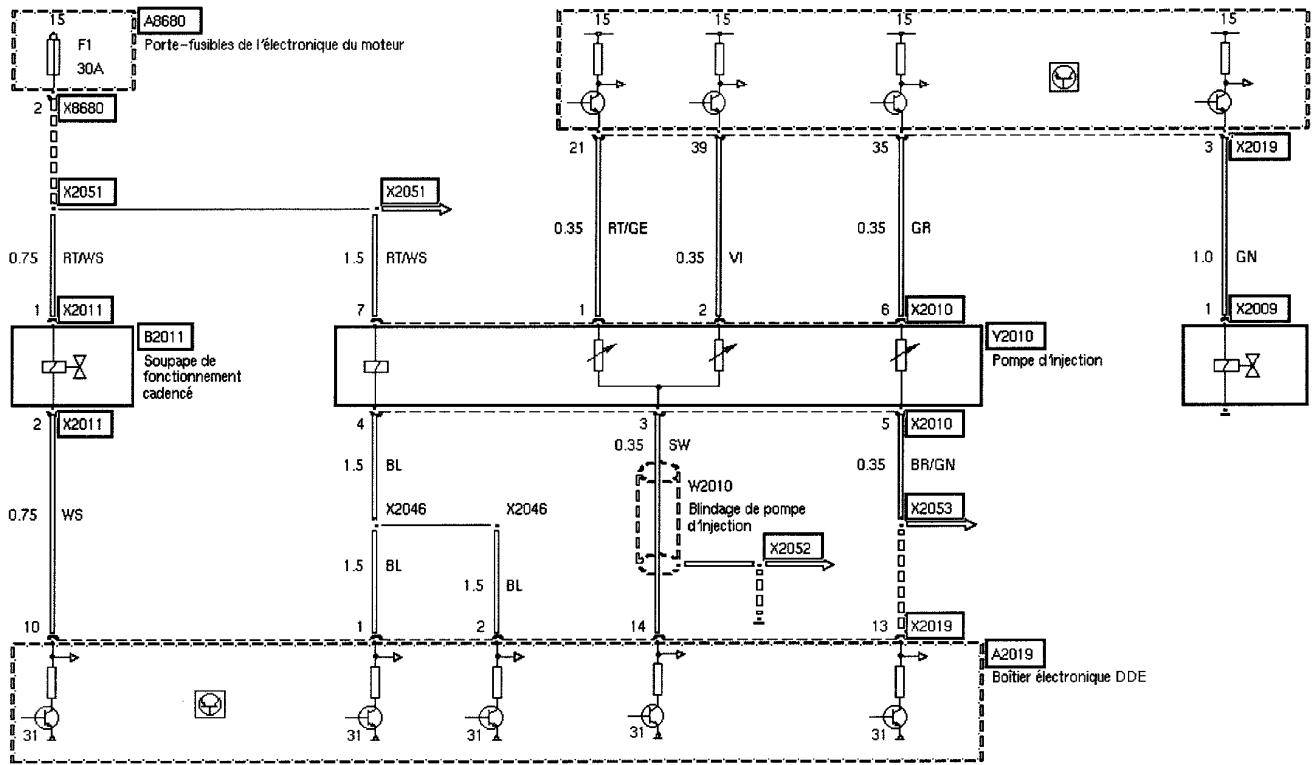 15
A8680
F1
30A
Porte-fusibles de l'électronique du moteur
15 15 15 15
2 X8680
21 39 35 3 X2019
X2051 X2051
0.75 RT/WS 1.5 RT/WS 0.35 RT/GE 0.35 VI 0.35 GR 1.0 GN
1 X2011 7 1 2 6 X2010 1 X2009
B2011
Soupape de
fonctionnement
cadencé
Y2010
Pompe d'injection
2 X2011 4 3 5 X2010
0.35 SW
1.5 BL 0.35 BR/GN
W2010
Blindage de pompe
d'injection
0.75 WS X2046 X2046 X2053
X2052
1.5 BL 1.5 BL
10 1 2 14 13 X2019
A2019
Boîtier électronique DDE
31 31 31 31 31